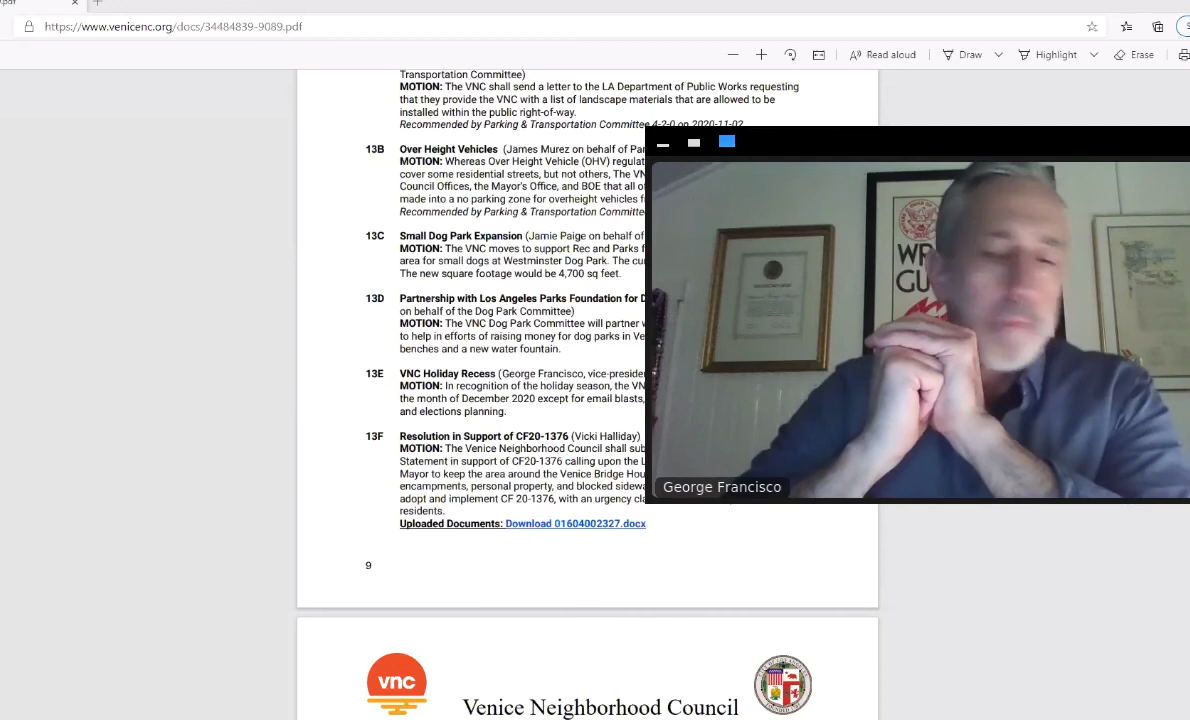 .pdf
https://www.venicenc.org/docs/34484839-9089.pdf
Read aloud
Draw
Highlight
Erase
Transportation Committee)
MOTION: The VNC shall send a letter to the LA Department of Public Works requesting
that they provide the VNC with a list of landscape materials that are allowed to be
installed within the public right-of-way.
Recommended by Parking & Transportation Committee 4-2-0 on 2020-11-02
13B Over Height Vehicles (James Murez on behalf of Par
MOTION: Whereas Over Height Vehicle (OHV) regulat
cover some residential streets, but not others, The VN
Council Offices, the Mayor's Office, and BOE that all of
made into a no parking zone for overheight vehicles f
Recommended by Parking & Transportation Committe
13C Small Dog Park Expansion (Jamie Paige on behalf of
MOTION: The VNC moves to support Rec and Parks f
area for small dogs at Westminster Dog Park. The cu
The new square footage would be 4,700 sq feet.
13D Partnership with Los Angeles Parks Foundation for D
on behalf of the Dog Park Committee)
MOTION: The VNC Dog Park Committee will partner w
to help in efforts of raising money for dog parks in Ve
benches and a new water fountain.
13E VNC Holiday Recess (George Francisco, vice-preside
MOTION: In recognition of the holiday season, the VN
the month of December 2020 except for email blasts,
and elections planning.
13F Resolution in Support of CF20-1376 (Vicki Halliday)
MOTION: The Venice Neighborhood Council shall sub
Statement in support of CF20-1376 calling upon the L
Mayor to keep the area around the Venice Bridge Hou
encampments, personal property, and blocked sidew
adopt and implement CF 20-1376, with an urgency cla
residents.
Uploaded Documents: Download 01604002327.docx
9
WR
GU
George Francisco
vnc
Venice Neighborhood Council